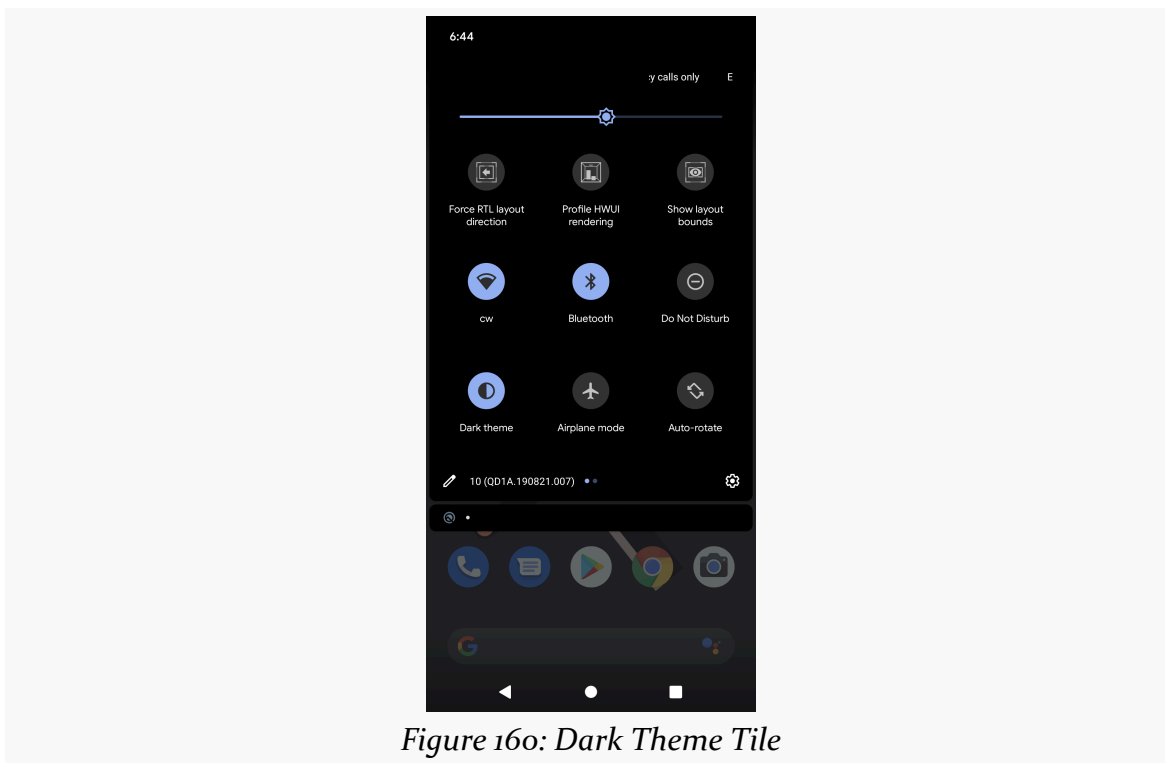 6:44
y calls only E
Force RTL layout direction
Profile HWUI rendering
Show layout bounds
cw
Bluetooth
Do Not Disturb
Dark theme
Airplane mode
Auto-rotate
10 (QD1A.190821.007)
G
Figure 160: Dark Theme Tile